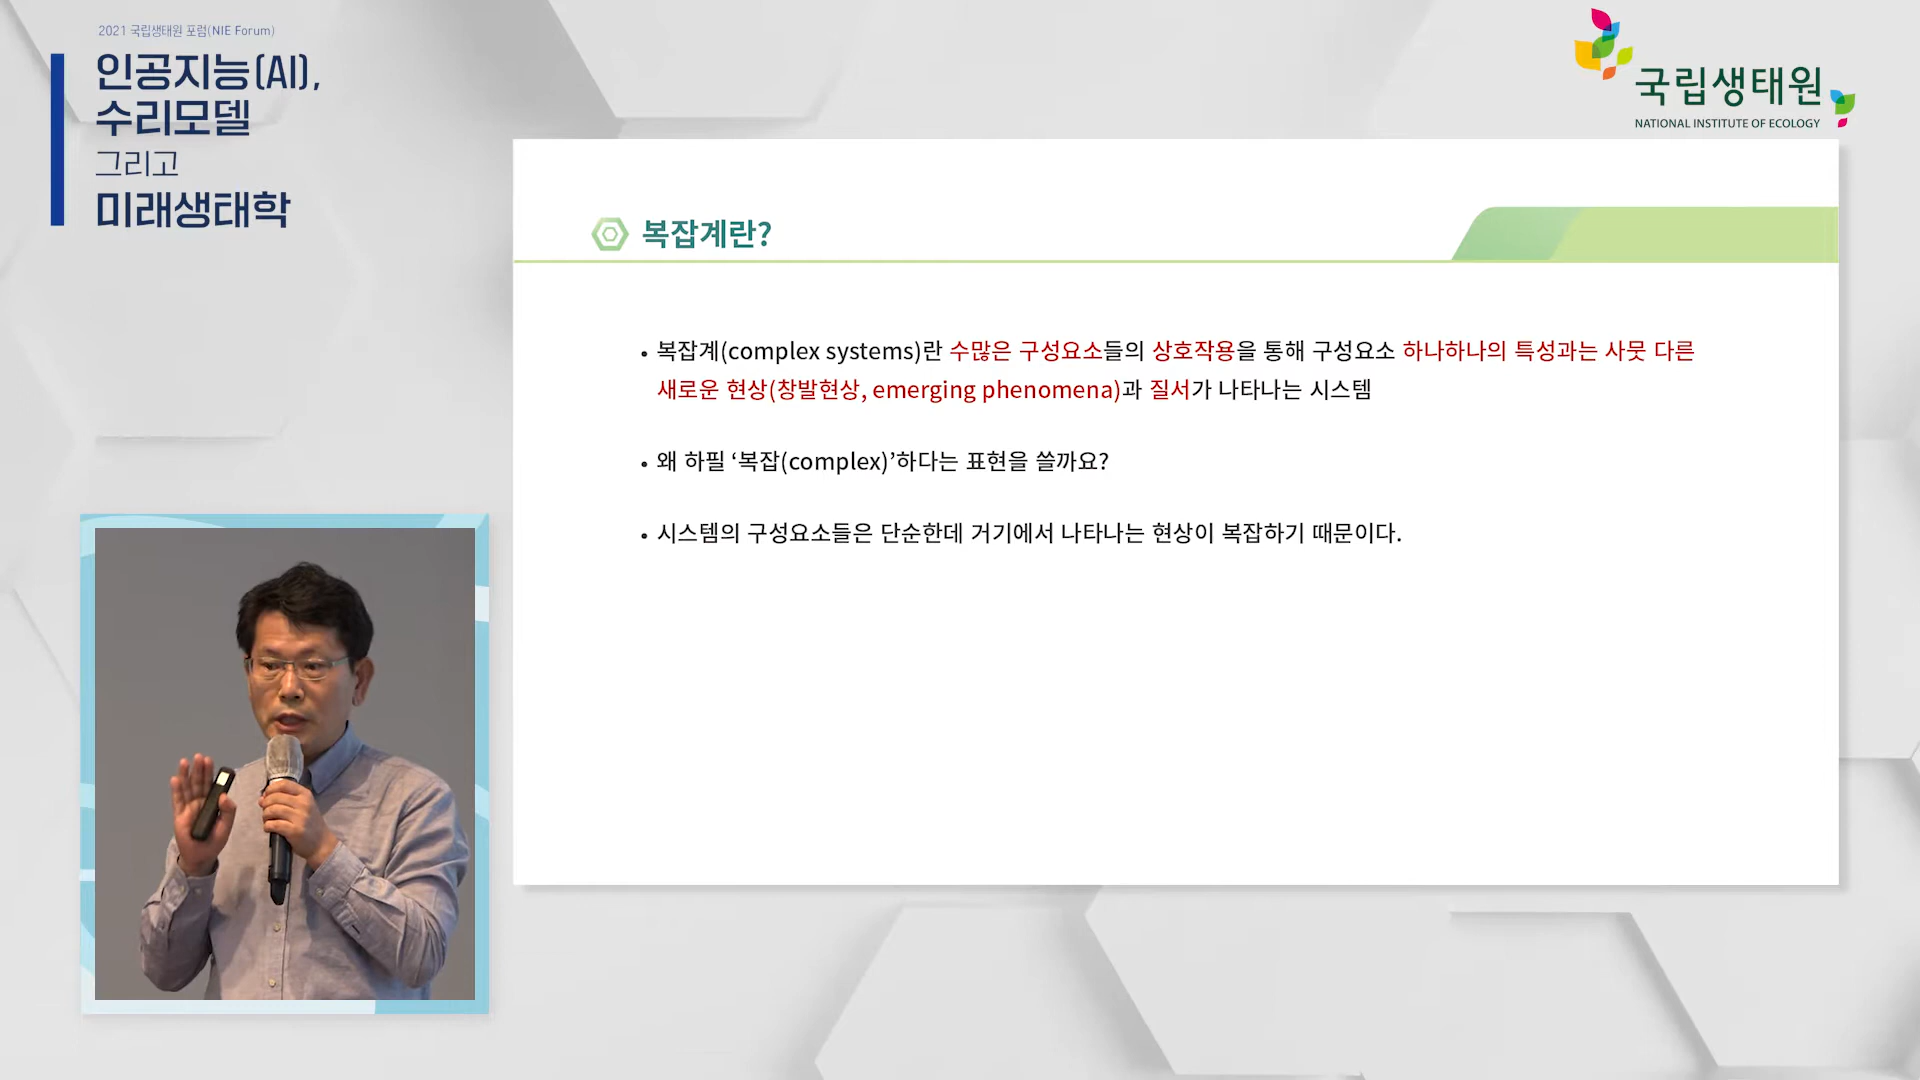 2021 국립생태원 포럼(NIE Forum)
인공지능(AI),
수리모델
그리고
미래생태학
국립생태원
NATIONAL INSTITUTE OF ECOLOGY
복잡계란?
• 복잡계(complex systems)란 수많은 구성요소들의 상호작용을 통해 구성요소 하나하나의 특성과는 사뭇 다른
새로운 현상(창발현상, emerging phenomena)과 질서가 나타나는 시스템
• 왜 하필 ‘복잡(complex)’하다는 표현을 쓸까요?
• 시스템의 구성요소들은 단순한데 거기에서 나타나는 현상이 복잡하기 때문이다.